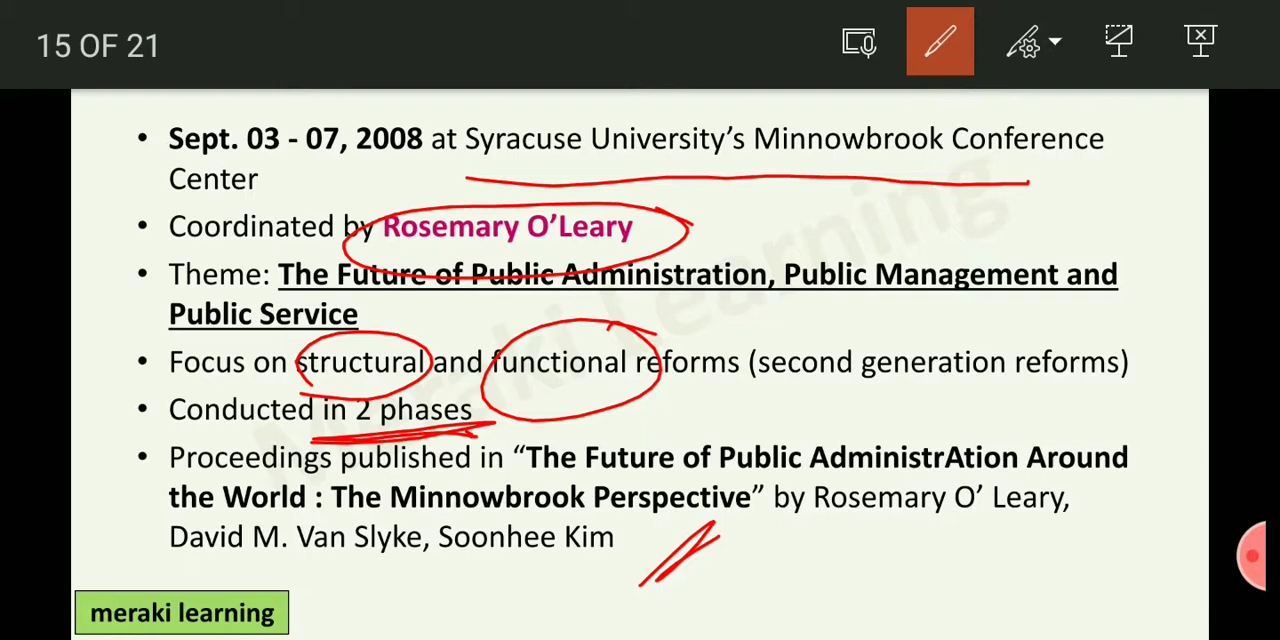 15 OF 21
• Sept. 03 - 07, 2008 at Syracuse University's Minnowbrook Conference
Center
• Coordinated by Rosemary O'Leary
• Theme: The Future of Public Administration, Public Management and
Public Service
• Focus on structural and functional reforms (second generation reforms)
• Conducted in 2 phases
• Proceedings published in “The Future of Public AdministrAtion Around
the World : The Minnowbrook Perspective” by Rosemary O’ Leary,
David M. Van Slyke, Soonhee Kim
Meraki Learning
meraki learning